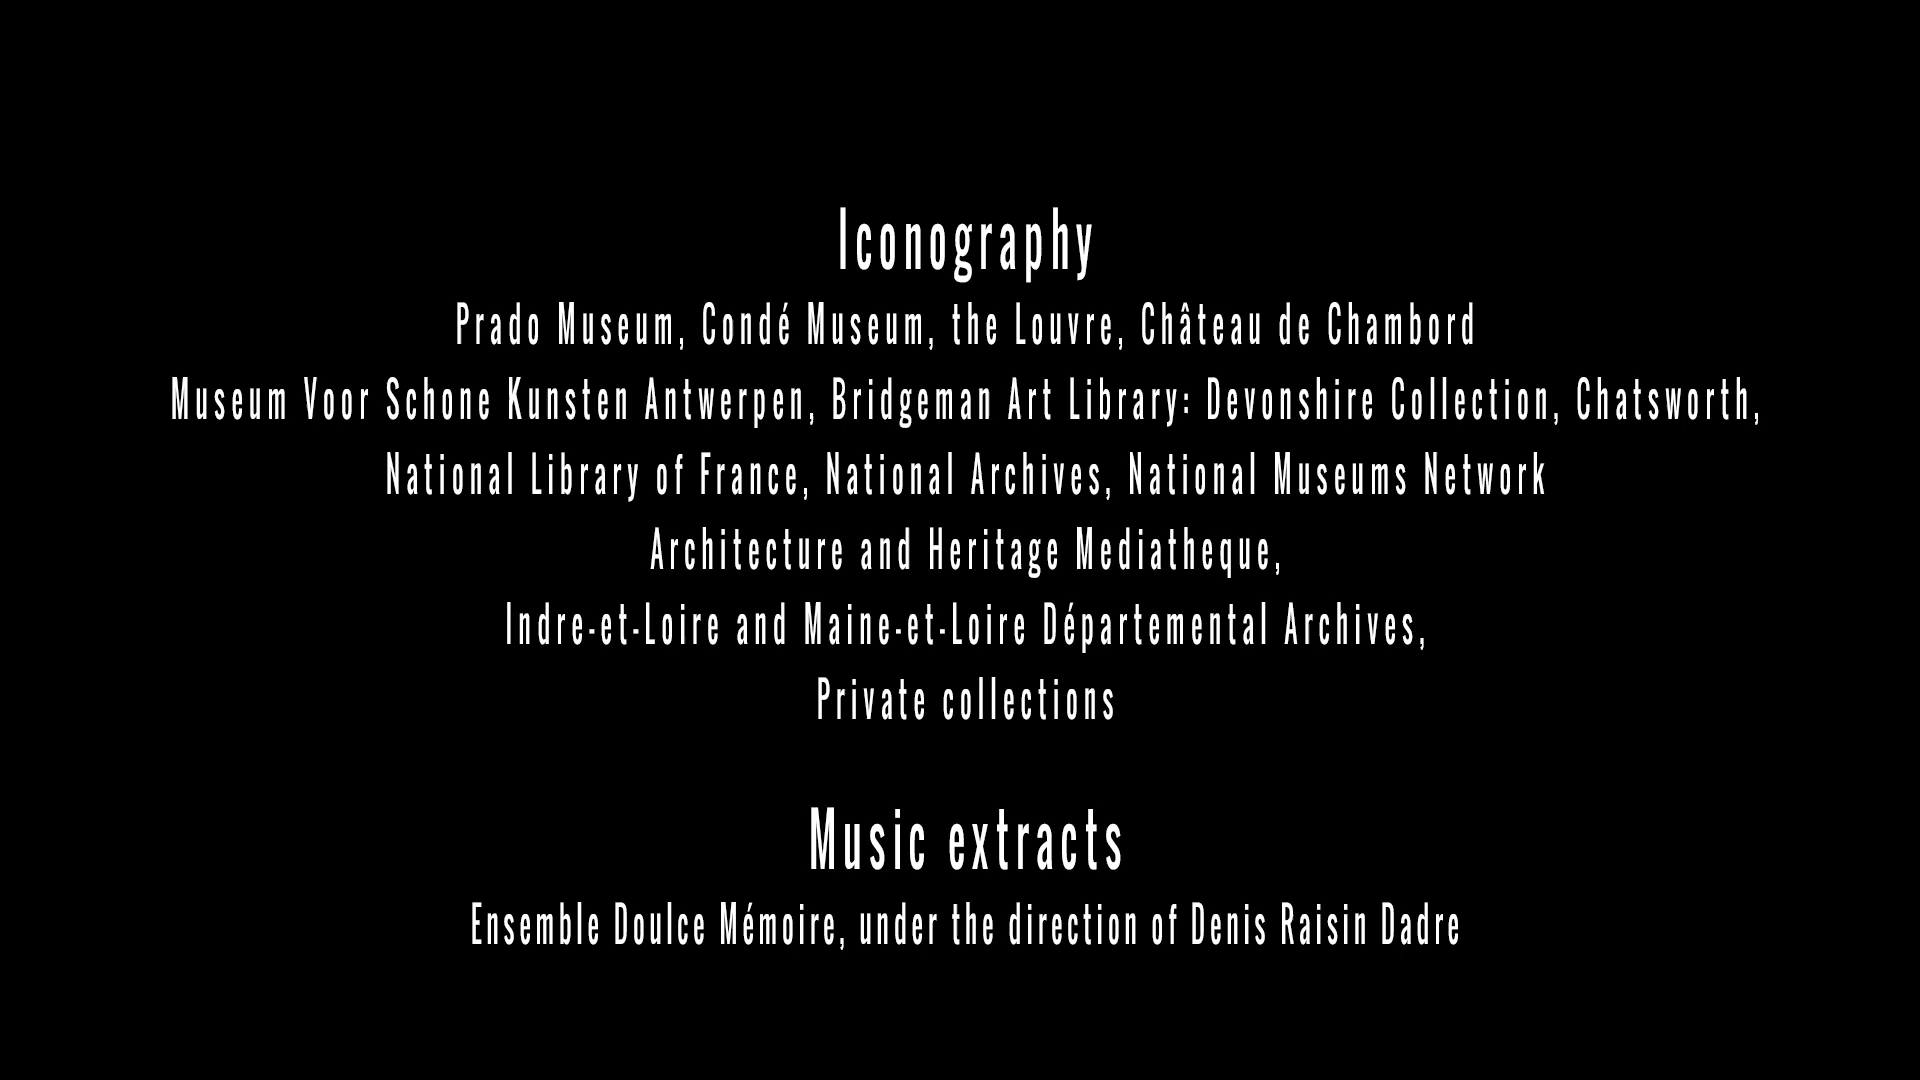 Iconography
Prado Museum, Condé Museum, the Louvre, Château de Chambord
Museum Voor Schone Kunsten Antwerpen, Bridgeman Art Library: Devonshire Collection, Chatsworth,
National Library of France, National Archives, National Museums Network
Architecture and Heritage Mediatheque,
Indre-et-Loire and Maine-et-Loire Départemental Archives,
Private collections
Music extracts
Ensemble Doulce Mémoire, under the direction of Denis Raisin Dadre